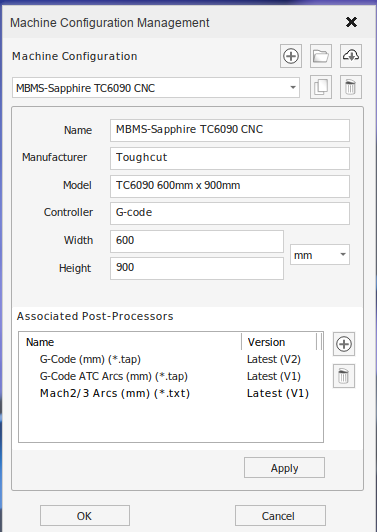 Machine Configuration Management
Machine Configuration
MBMS-Sapphire TC6090 CNC
Name MBMS-Sapphire TC6090 CNC
Manufacturer Toughcut
Model TC6090 600mm x 900mm
Controller G-code
Width 600
mm
Height 900
Associated Post-Processors
Name Version
G-Code (mm) (*.tap) Latest (V2)
G-Code ATC Arcs (mm) (*.tap) Latest (V1)
Mach2/3 Arcs (mm) (*.txt) Latest (V1)
Apply
OK Cancel